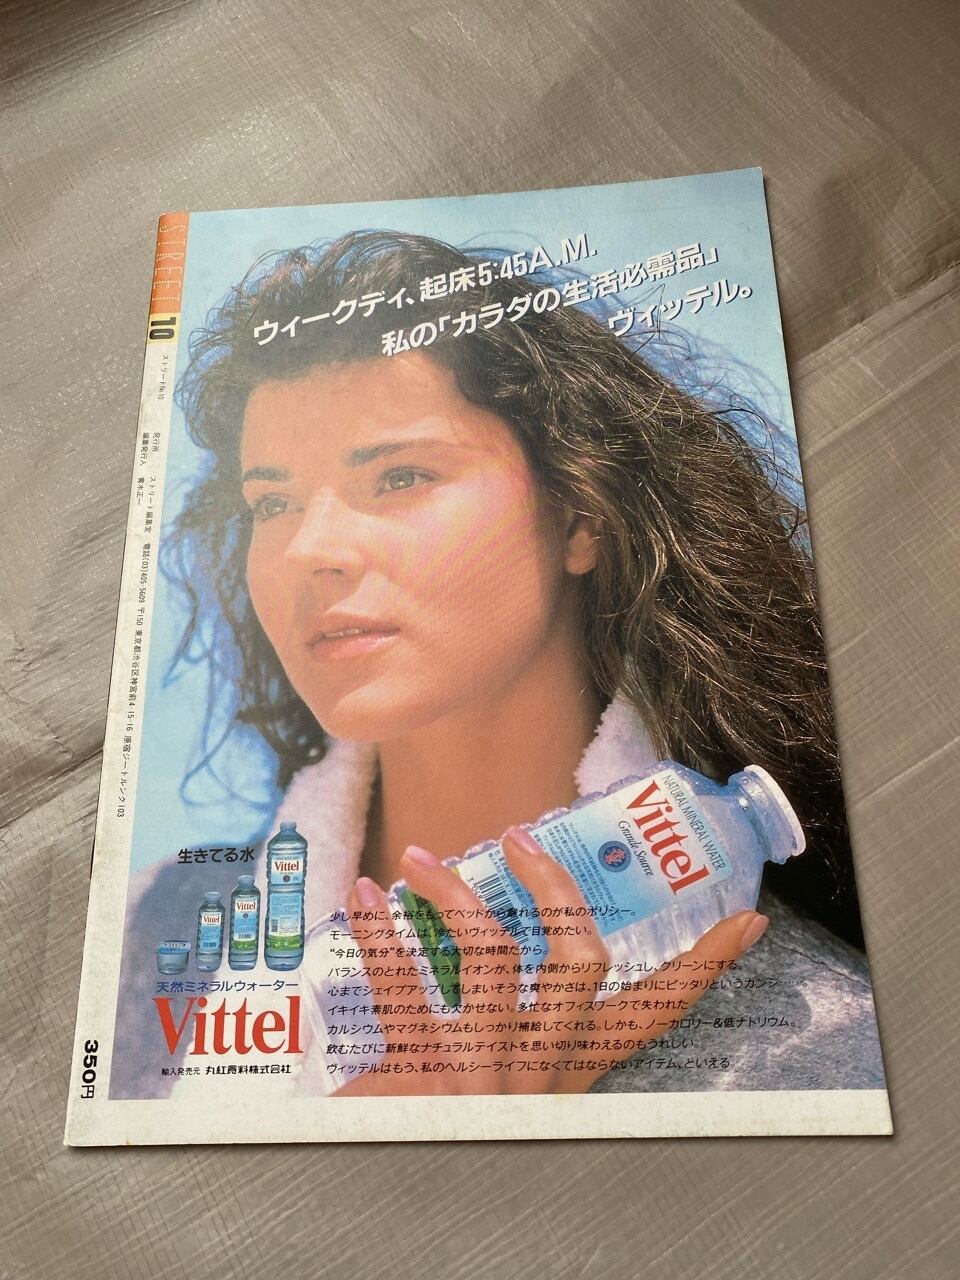 ウィークデイ、起床5:45A.M.
私の「カラダの生活必需品」
ヴィッテル。
STREET
10
ストリートNo.10
発行所 ストリート編集室 電話(03)405-5609 〒150 東京都渋谷区神宮前4-15-16 原宿ジートルンク103
編集発行人 青木正一
350円
NATURAL MINERAL WATER
Vittel
Grande Source
生きてる水
Vittel
Vittel
Vittel
天然ミネラルウォーター
Vittel
輸入発売元 丸紅食料株式会社
少し早めに、余裕をもってベッドから離れるのが私のポリシー。
モーニングタイムは、冷たいヴィッテルで目覚めたい。
“今日の気分”を決定する大切な時間だから。
バランスのとれたミネラルイオンが、体を内側からリフレッシュし、クリーンにする。
心までシェイプアップしてしまいそうな爽やかさは、1日の始まりにピッタリというカンジ……。
イキイキ素肌のためにも欠かせない。多忙なオフィスワークで失われた
カルシウムやマグネシウムもしっかり補給してくれる。しかも、ノーカロリー&低ナトリウム。
飲むたびに新鮮なナチュラルテイストを思い切り味わえるのもうれしい。
ヴィッテルはもう、私のヘルシーライフになくてはならないアイテム、といえる。